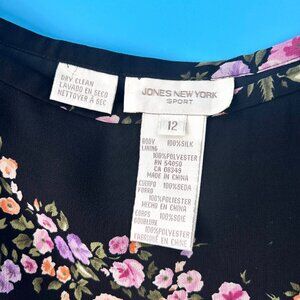 DRY CLEAN
LAVADO EN SECO
NETTOYER À SEC
JONES NEW YORK
SPORT
12
BODY 100%SILK
LINING
100%POLYESTER
RN 54050
CA 08349
MADE IN CHINA
CUERPO 100%SEDA
FORRO
100%POLIESTER
HECHO EN CHINA
CORPS 100%SOIE
DOUBLURE
100%POLYESTER
FABRIQUÉ EN CHINE